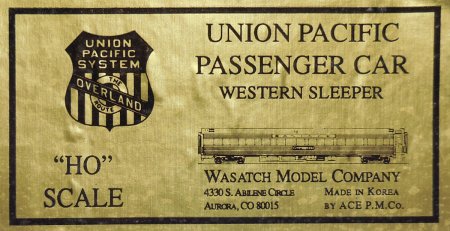 UNION
PACIFIC
SYSTEM
THE
OVERLAND
ROUTE
"HO"
SCALE
UNION PACIFIC
PASSENGER CAR
WESTERN SLEEPER
WASATCH MODEL COMPANY
4330 S. ABILENE CIRCLE
AURORA, CO 80015
MADE IN KOREA
BY ACE P.M.CO.